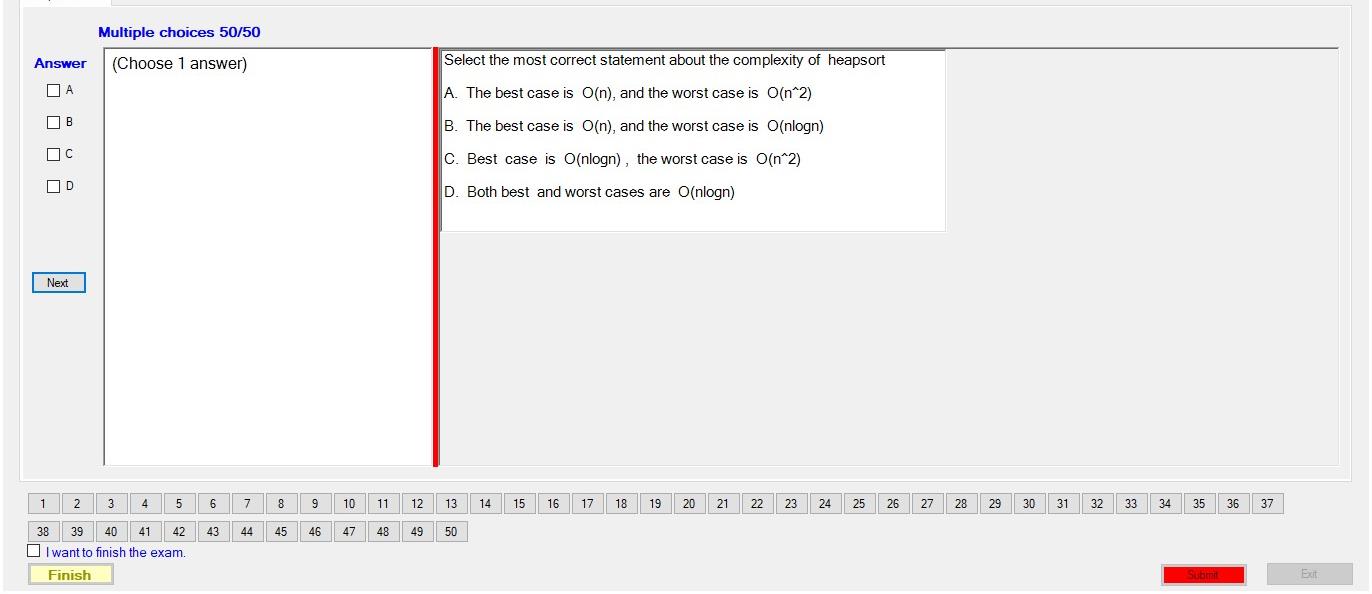 Multiple choices 50/50
Answer
(Choose 1 answer)
A
B
C
D
Next
Select the most correct statement about the complexity of heapsort
A. The best case is O(n), and the worst case is O(n^2)
B. The best case is O(n), and the worst case is O(nlogn)
C. Best case is O(nlogn) , the worst case is O(n^2)
D. Both best and worst cases are O(nlogn)
1 2 3 4 5 6 7 8 9 10 11 12 13 14 15 16 17 18 19 20 21 22 23 24 25 26 27 28 29 30 31 32 33 34 35 36 37
38 39 40 41 42 43 44 45 46 47 48 49 50
I want to finish the exam.
Finish
Submit
Exit